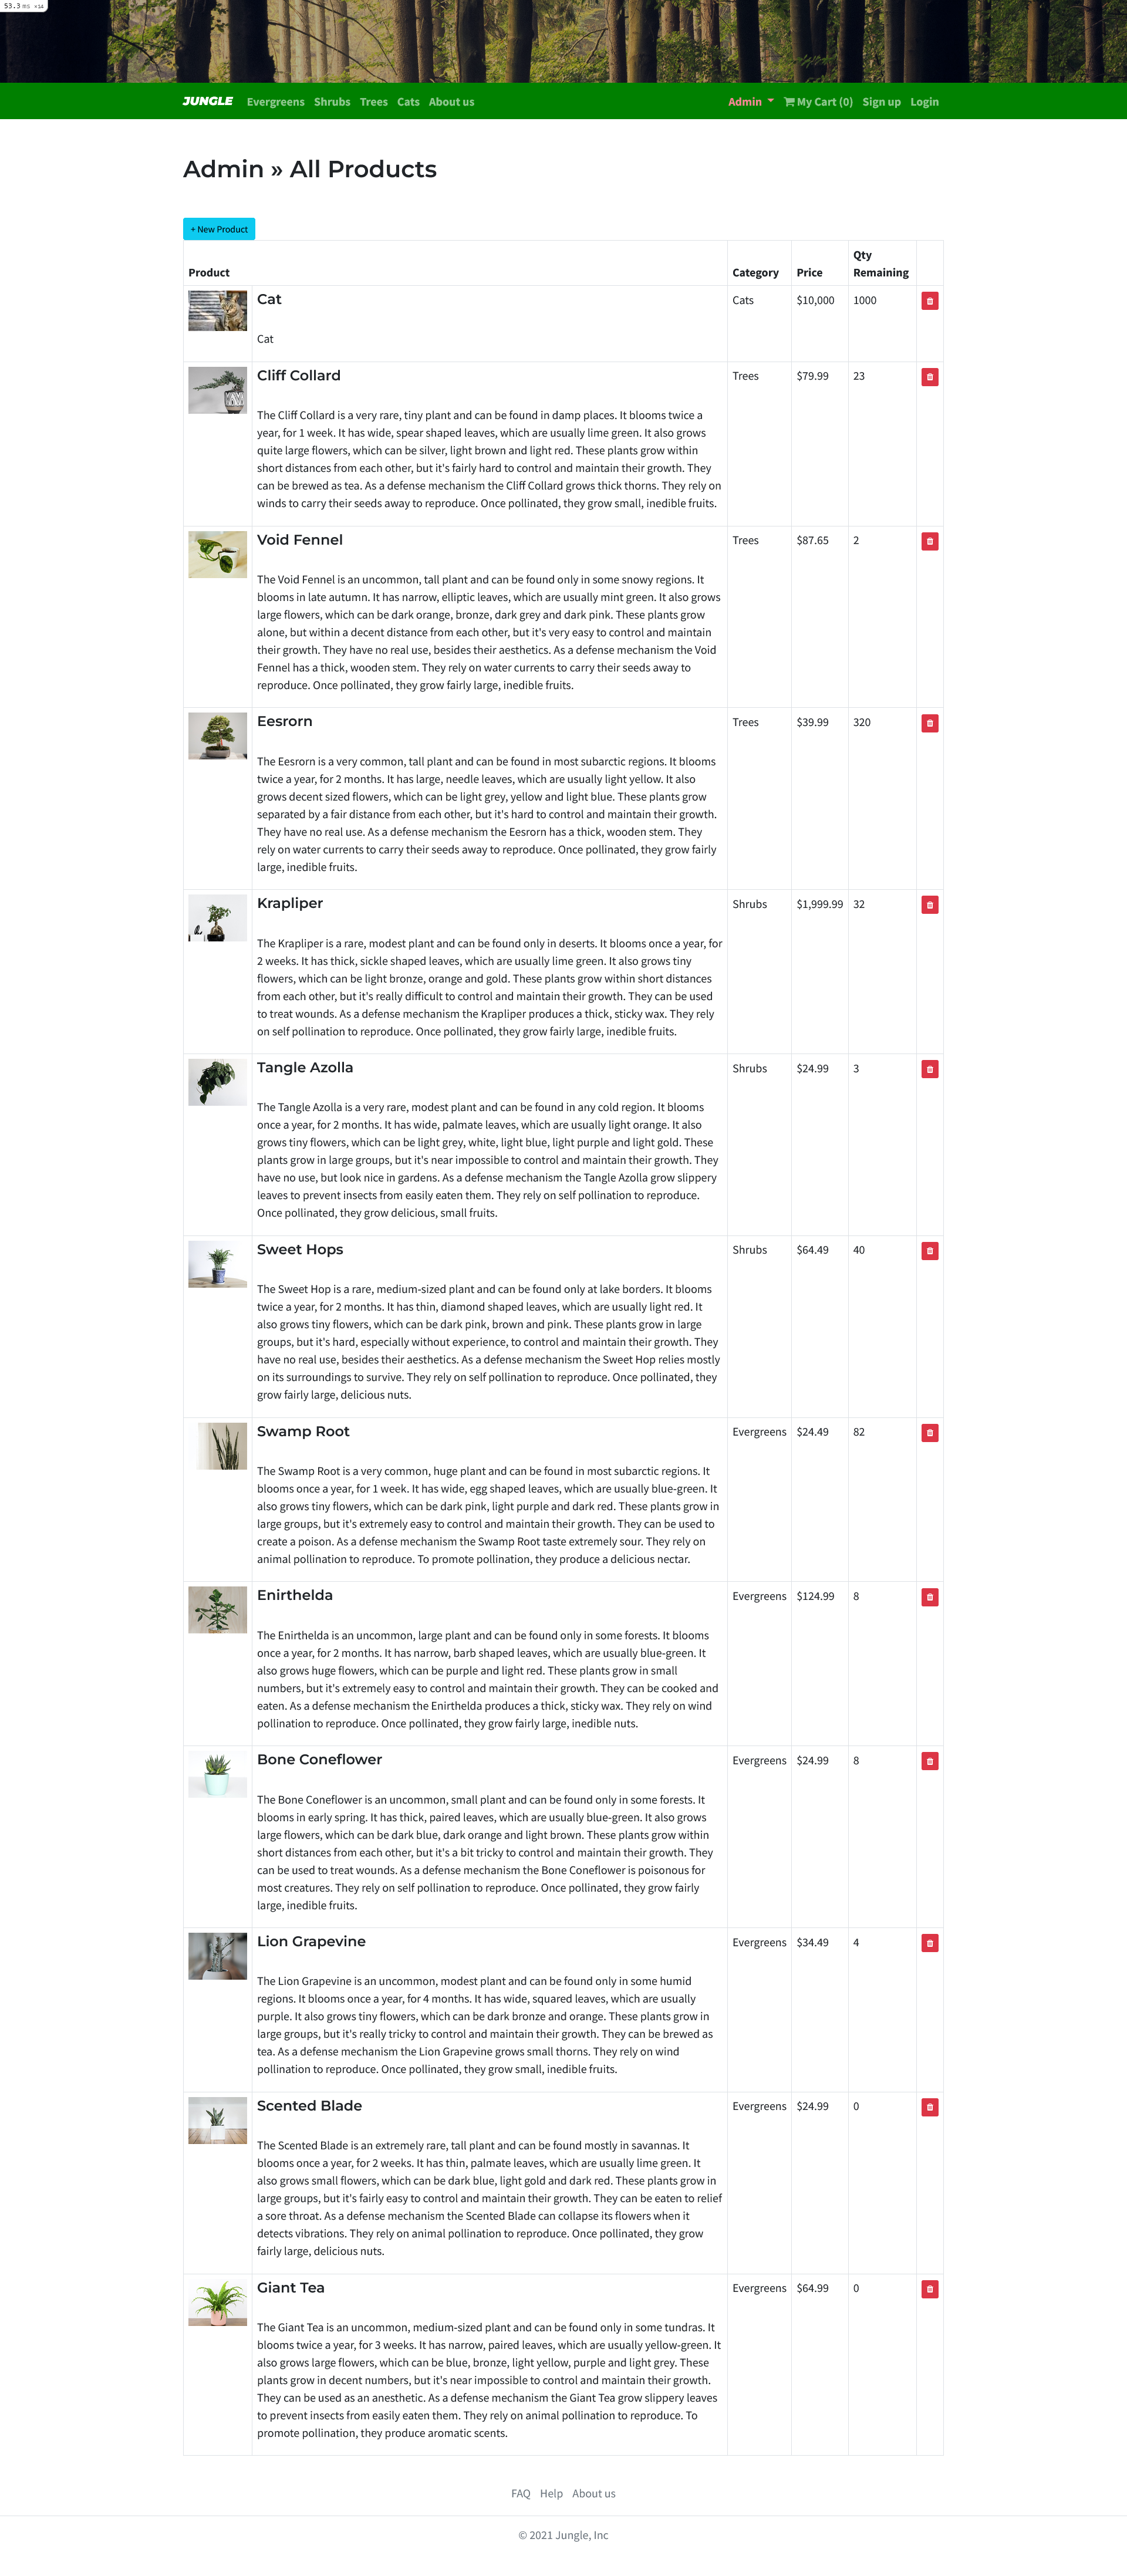 53.3 ms ×14
JUNGLE Evergreens Shrubs Trees Cats About us Admin My Cart (0) Sign up Login
Admin » All Products
+ New Product
Product Category Price Qty Remaining
Cat Cats $10,000 1000
Cat
Cliff Collard Trees $79.99 23
The Cliff Collard is a very rare, tiny plant and can be found in damp places. It blooms twice a
year, for 1 week. It has wide, spear shaped leaves, which are usually lime green. It also grows
quite large flowers, which can be silver, light brown and light red. These plants grow within
short distances from each other, but it's fairly hard to control and maintain their growth. They
can be brewed as tea. As a defense mechanism the Cliff Collard grows thick thorns. They rely on
winds to carry their seeds away to reproduce. Once pollinated, they grow small, inedible fruits.
Void Fennel Trees $87.65 2
The Void Fennel is an uncommon, tall plant and can be found only in some snowy regions. It
blooms in late autumn. It has narrow, elliptic leaves, which are usually mint green. It also grows
large flowers, which can be dark orange, bronze, dark grey and dark pink. These plants grow
alone, but within a decent distance from each other, but it's very easy to control and maintain
their growth. They have no real use, besides their aesthetics. As a defense mechanism the Void
Fennel has a thick, wooden stem. They rely on water currents to carry their seeds away to
reproduce. Once pollinated, they grow fairly large, inedible fruits.
Eesrorn Trees $39.99 320
The Eesrorn is a very common, tall plant and can be found in most subarctic regions. It blooms
twice a year, for 2 months. It has large, needle leaves, which are usually light yellow. It also
grows decent sized flowers, which can be light grey, yellow and light blue. These plants grow
separated by a fair distance from each other, but it's hard to control and maintain their growth.
They have no real use. As a defense mechanism the Eesrorn has a thick, wooden stem. They
rely on water currents to carry their seeds away to reproduce. Once pollinated, they grow fairly
large, inedible fruits.
Krapliper Shrubs $1,999.99 32
The Krapliper is a rare, modest plant and can be found only in deserts. It blooms once a year, for
2 weeks. It has thick, sickle shaped leaves, which are usually lime green. It also grows tiny
flowers, which can be light bronze, orange and gold. These plants grow within short distances
from each other, but it's really difficult to control and maintain their growth. They can be used
to treat wounds. As a defense mechanism the Krapliper produces a thick, sticky wax. They rely
on self pollination to reproduce. Once pollinated, they grow fairly large, inedible fruits.
Tangle Azolla Shrubs $24.99 3
The Tangle Azolla is a very rare, modest plant and can be found in any cold region. It blooms
once a year, for 2 months. It has wide, palmate leaves, which are usually light orange. It also
grows tiny flowers, which can be light grey, white, light blue, light purple and light gold. These
plants grow in large groups, but it's near impossible to control and maintain their growth. They
have no use, but look nice in gardens. As a defense mechanism the Tangle Azolla grow slippery
leaves to prevent insects from easily eaten them. They rely on self pollination to reproduce.
Once pollinated, they grow delicious, small fruits.
Sweet Hops Shrubs $64.49 40
The Sweet Hop is a rare, medium-sized plant and can be found only at lake borders. It blooms
twice a year, for 2 months. It has thin, diamond shaped leaves, which are usually light red. It
also grows tiny flowers, which can be dark pink, brown and pink. These plants grow in large
groups, but it's hard, especially without experience, to control and maintain their growth. They
have no real use, besides their aesthetics. As a defense mechanism the Sweet Hop relies mostly
on its surroundings to survive. They rely on self pollination to reproduce. Once pollinated, they
grow fairly large, delicious nuts.
Swamp Root Evergreens $24.49 82
The Swamp Root is a very common, huge plant and can be found in most subarctic regions. It
blooms once a year, for 1 week. It has wide, egg shaped leaves, which are usually blue-green. It
also grows tiny flowers, which can be dark pink, light purple and dark red. These plants grow in
large groups, but it's extremely easy to control and maintain their growth. They can be used to
create a poison. As a defense mechanism the Swamp Root taste extremely sour. They rely on
animal pollination to reproduce. To promote pollination, they produce a delicious nectar.
Enirthelda Evergreens $124.99 8
The Enirthelda is an uncommon, large plant and can be found only in some forests. It blooms
once a year, for 2 months. It has narrow, barb shaped leaves, which are usually blue-green. It
also grows huge flowers, which can be purple and light red. These plants grow in small
numbers, but it's extremely easy to control and maintain their growth. They can be cooked and
eaten. As a defense mechanism the Enirthelda produces a thick, sticky wax. They rely on wind
pollination to reproduce. Once pollinated, they grow fairly large, inedible nuts.
Bone Coneflower Evergreens $24.99 8
The Bone Coneflower is an uncommon, small plant and can be found only in some forests. It
blooms in early spring. It has thick, paired leaves, which are usually blue-green. It also grows
large flowers, which can be dark blue, dark orange and light brown. These plants grow within
short distances from each other, but it's a bit tricky to control and maintain their growth. They
can be used to treat wounds. As a defense mechanism the Bone Coneflower is poisonous for
most creatures. They rely on self pollination to reproduce. Once pollinated, they grow fairly
large, inedible fruits.
Lion Grapevine Evergreens $34.49 4
The Lion Grapevine is an uncommon, modest plant and can be found only in some humid
regions. It blooms once a year, for 4 months. It has wide, squared leaves, which are usually
purple. It also grows tiny flowers, which can be dark bronze and orange. These plants grow in
large groups, but it's really tricky to control and maintain their growth. They can be brewed as
tea. As a defense mechanism the Lion Grapevine grows small thorns. They rely on wind
pollination to reproduce. Once pollinated, they grow small, inedible fruits.
Scented Blade Evergreens $24.99 0
The Scented Blade is an extremely rare, tall plant and can be found mostly in savannas. It
blooms once a year, for 2 weeks. It has thin, palmate leaves, which are usually lime green. It
also grows small flowers, which can be dark blue, light gold and dark red. These plants grow in
large groups, but it's fairly easy to control and maintain their growth. They can be eaten to relief
a sore throat. As a defense mechanism the Scented Blade can collapse its flowers when it
detects vibrations. They rely on animal pollination to reproduce. Once pollinated, they grow
fairly large, delicious nuts.
Giant Tea Evergreens $64.99 0
The Giant Tea is an uncommon, medium-sized plant and can be found only in some tundras. It
blooms twice a year, for 3 weeks. It has narrow, paired leaves, which are usually yellow-green. It
also grows large flowers, which can be blue, bronze, light yellow, purple and light grey. These
plants grow in decent numbers, but it's near impossible to control and maintain their growth.
They can be used as an anesthetic. As a defense mechanism the Giant Tea grow slippery leaves
to prevent insects from easily eaten them. They rely on animal pollination to reproduce. To
promote pollination, they produce aromatic scents.
FAQ Help About us
© 2021 Jungle, Inc